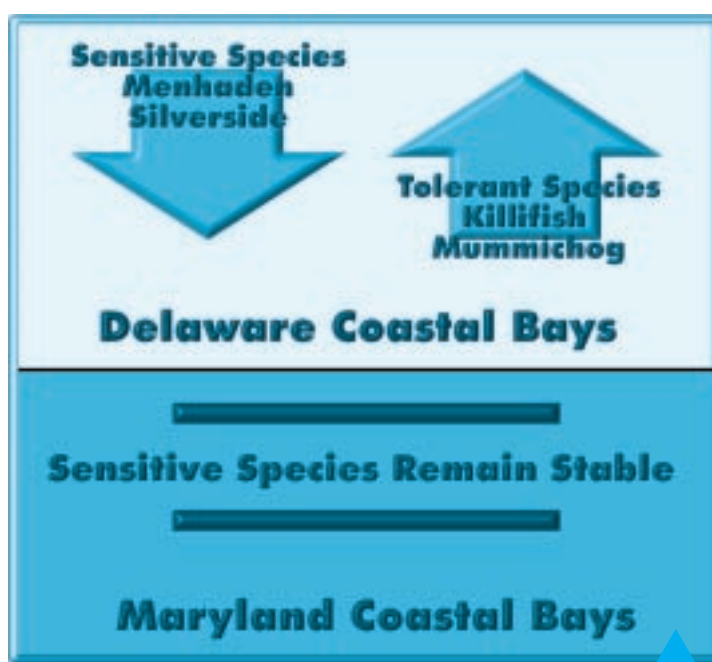 Sensitive Species
Menhaden
Silverside
Tolerant Species
Killifish
Mummichog
Delaware Coastal Bays
Sensitive Species Remain Stable
Maryland Coastal Bays